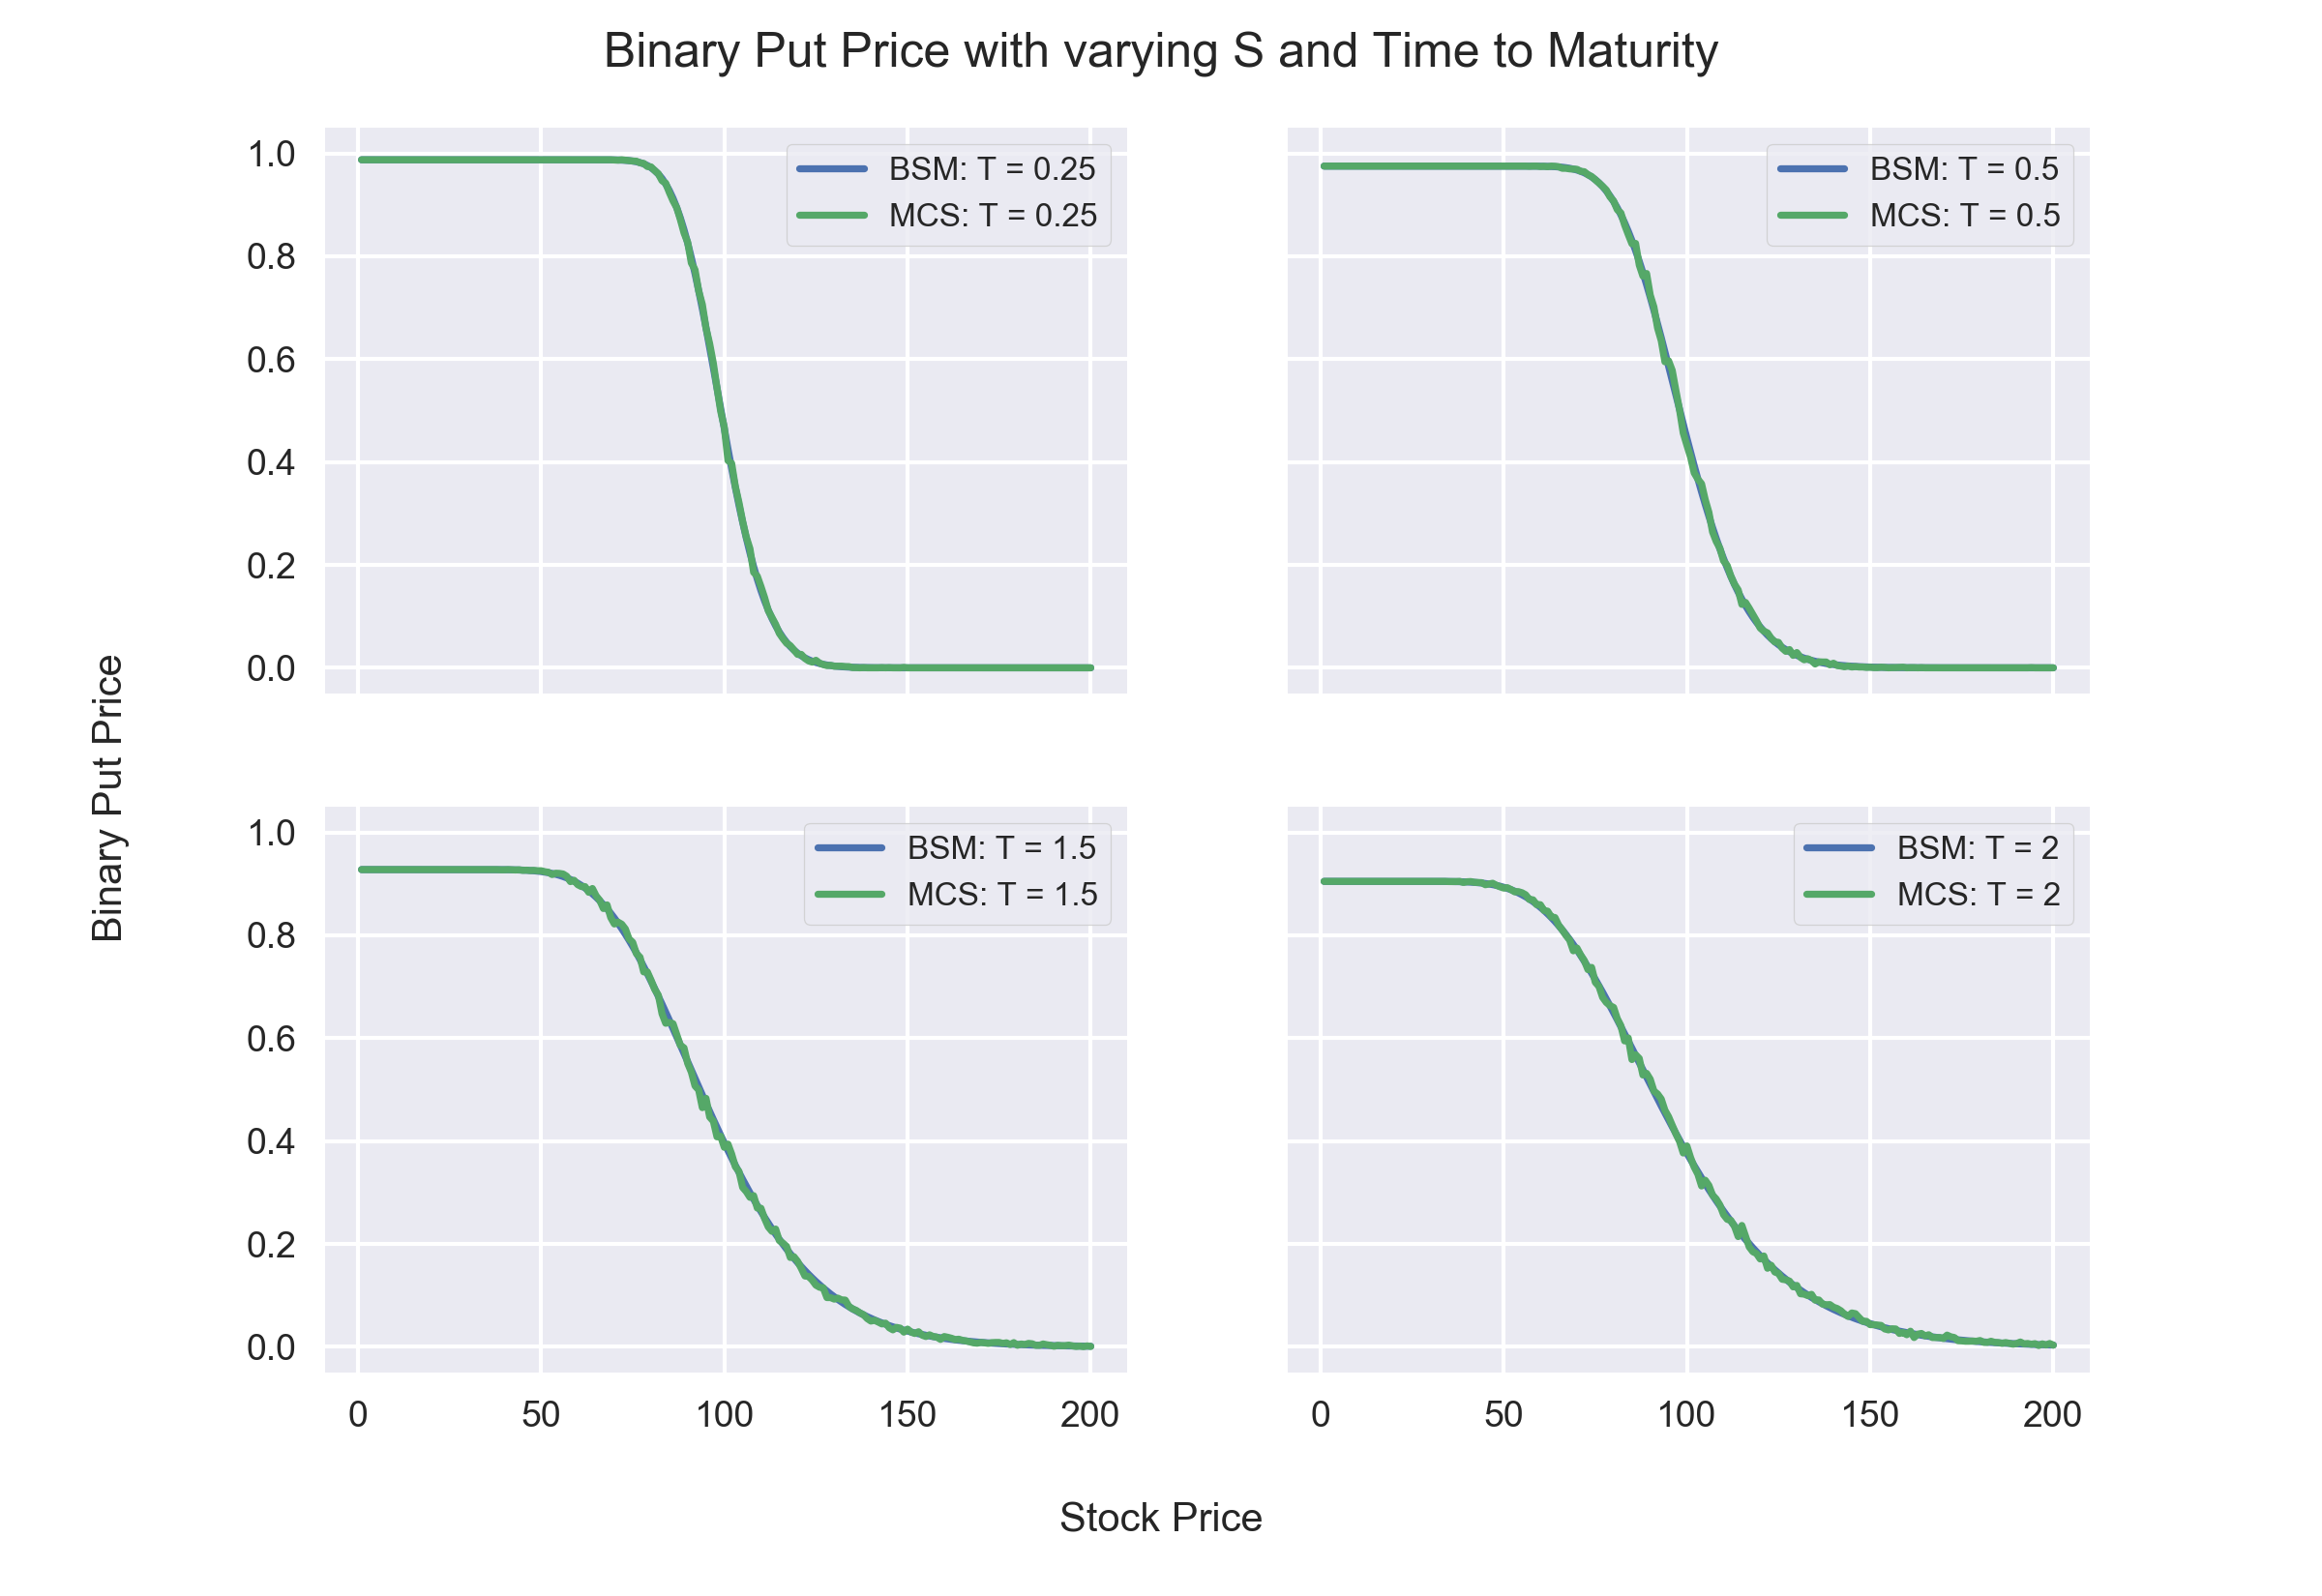 Binary Put Price with varying S and Time to Maturity
1.0
0.8
0.6
0.4
0.2
0.0
BSM: T = 0.25
MCS: T = 0.25
BSM: T = 0.5
MCS: T = 0.5
Binary Put Price
1.0
0.8
0.6
0.4
0.2
0.0
BSM: T = 1.5
MCS: T = 1.5
BSM: T = 2
MCS: T = 2
0 50 100 150 200
0 50 100 150 200
Stock Price